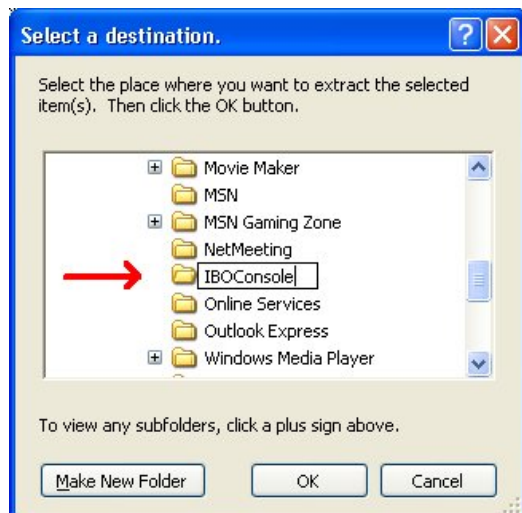 Select a destination.
Select the place where you want to extract the selected
item(s). Then click the OK button.
Movie Maker
MSN
MSN Gaming Zone
NetMeeting
IBOConsole
Online Services
Outlook Express
Windows Media Player
To view any subfolders, click a plus sign above.
Make New Folder OK Cancel